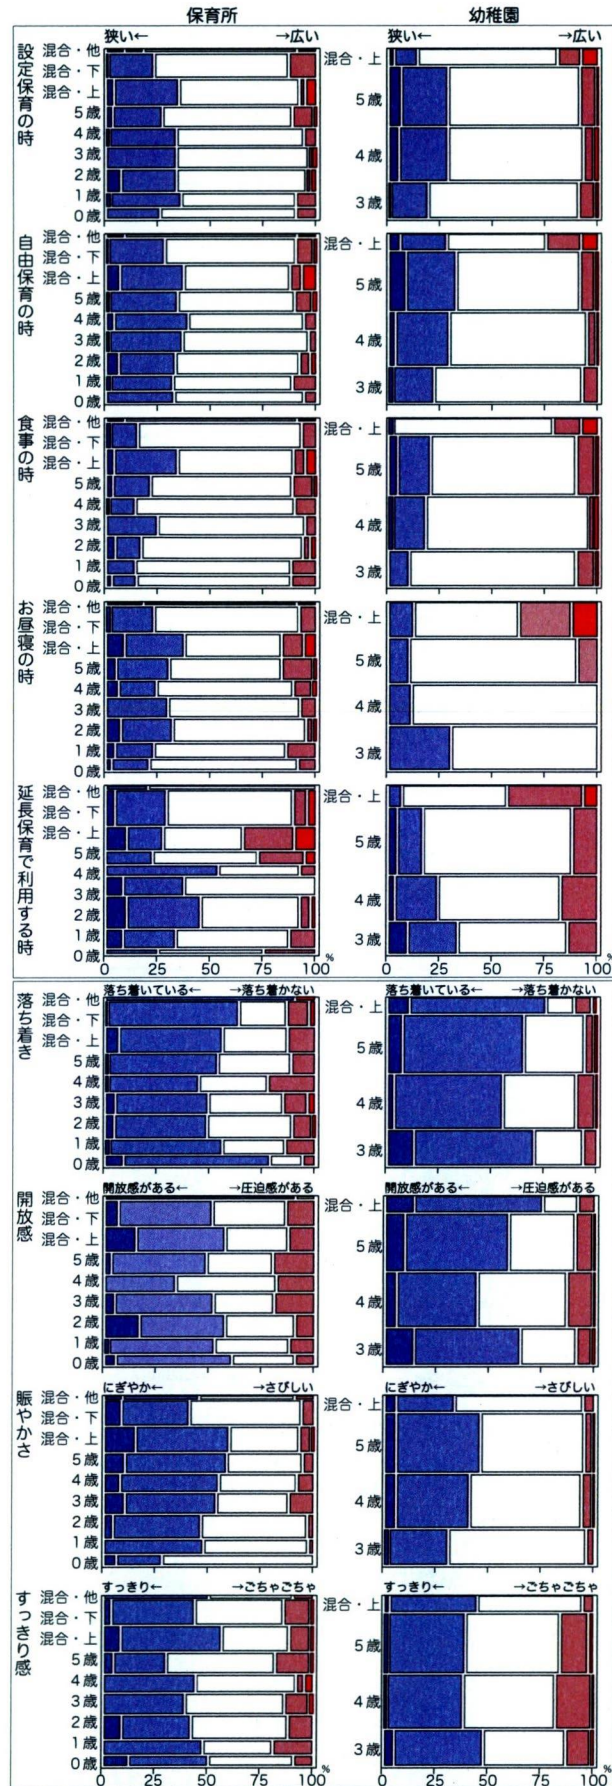 保育所 幼稚園
設定保育の時
狭い← →広い
混合・他
混合・下
混合・上
5歳
4歳
3歳
2歳
1歳
0歳
狭い← →広い
混合・上
5歳
4歳
3歳
0 25 50 75 100
0 25 50 75 100
自由保育の時
混合・他
混合・下
混合・上
5歳
4歳
3歳
2歳
1歳
0歳
混合・上
5歳
4歳
3歳
食事の時
混合・他
混合・下
混合・上
5歳
4歳
3歳
2歳
1歳
0歳
混合・上
5歳
4歳
3歳
お昼寝の時
混合・他
混合・下
混合・上
5歳
4歳
3歳
2歳
1歳
0歳
混合・上
5歳
4歳
3歳
延長保育で利用する時
混合・他
混合・下
混合・上
5歳
4歳
3歳
2歳
1歳
0歳
0 25 50 75 100 %
混合・上
5歳
4歳
3歳
0 25 50 75 100 %
落ち着き
落ち着いている← →落ち着かない
混合・他
混合・下
混合・上
5歳
4歳
3歳
2歳
1歳
0歳
落ち着いている← →落ち着かない
混合・上
5歳
4歳
3歳
開放感
開放感がある← →圧迫感がある
混合・他
混合・下
混合・上
5歳
4歳
3歳
2歳
1歳
0歳
開放感がある← →圧迫感がある
混合・上
5歳
4歳
3歳
賑やかさ
にぎやか← →さびしい
混合・他
混合・下
混合・上
5歳
4歳
3歳
2歳
1歳
0歳
にぎやか← →さびしい
混合・上
5歳
4歳
3歳
すっきり感
すっきり← →ごちゃごちゃ
混合・他
混合・下
混合・上
5歳
4歳
3歳
2歳
1歳
0歳
0 25 50 75 100 %
すっきり← →ごちゃごちゃ
混合・上
5歳
4歳
3歳
0 25 50 75 100 %